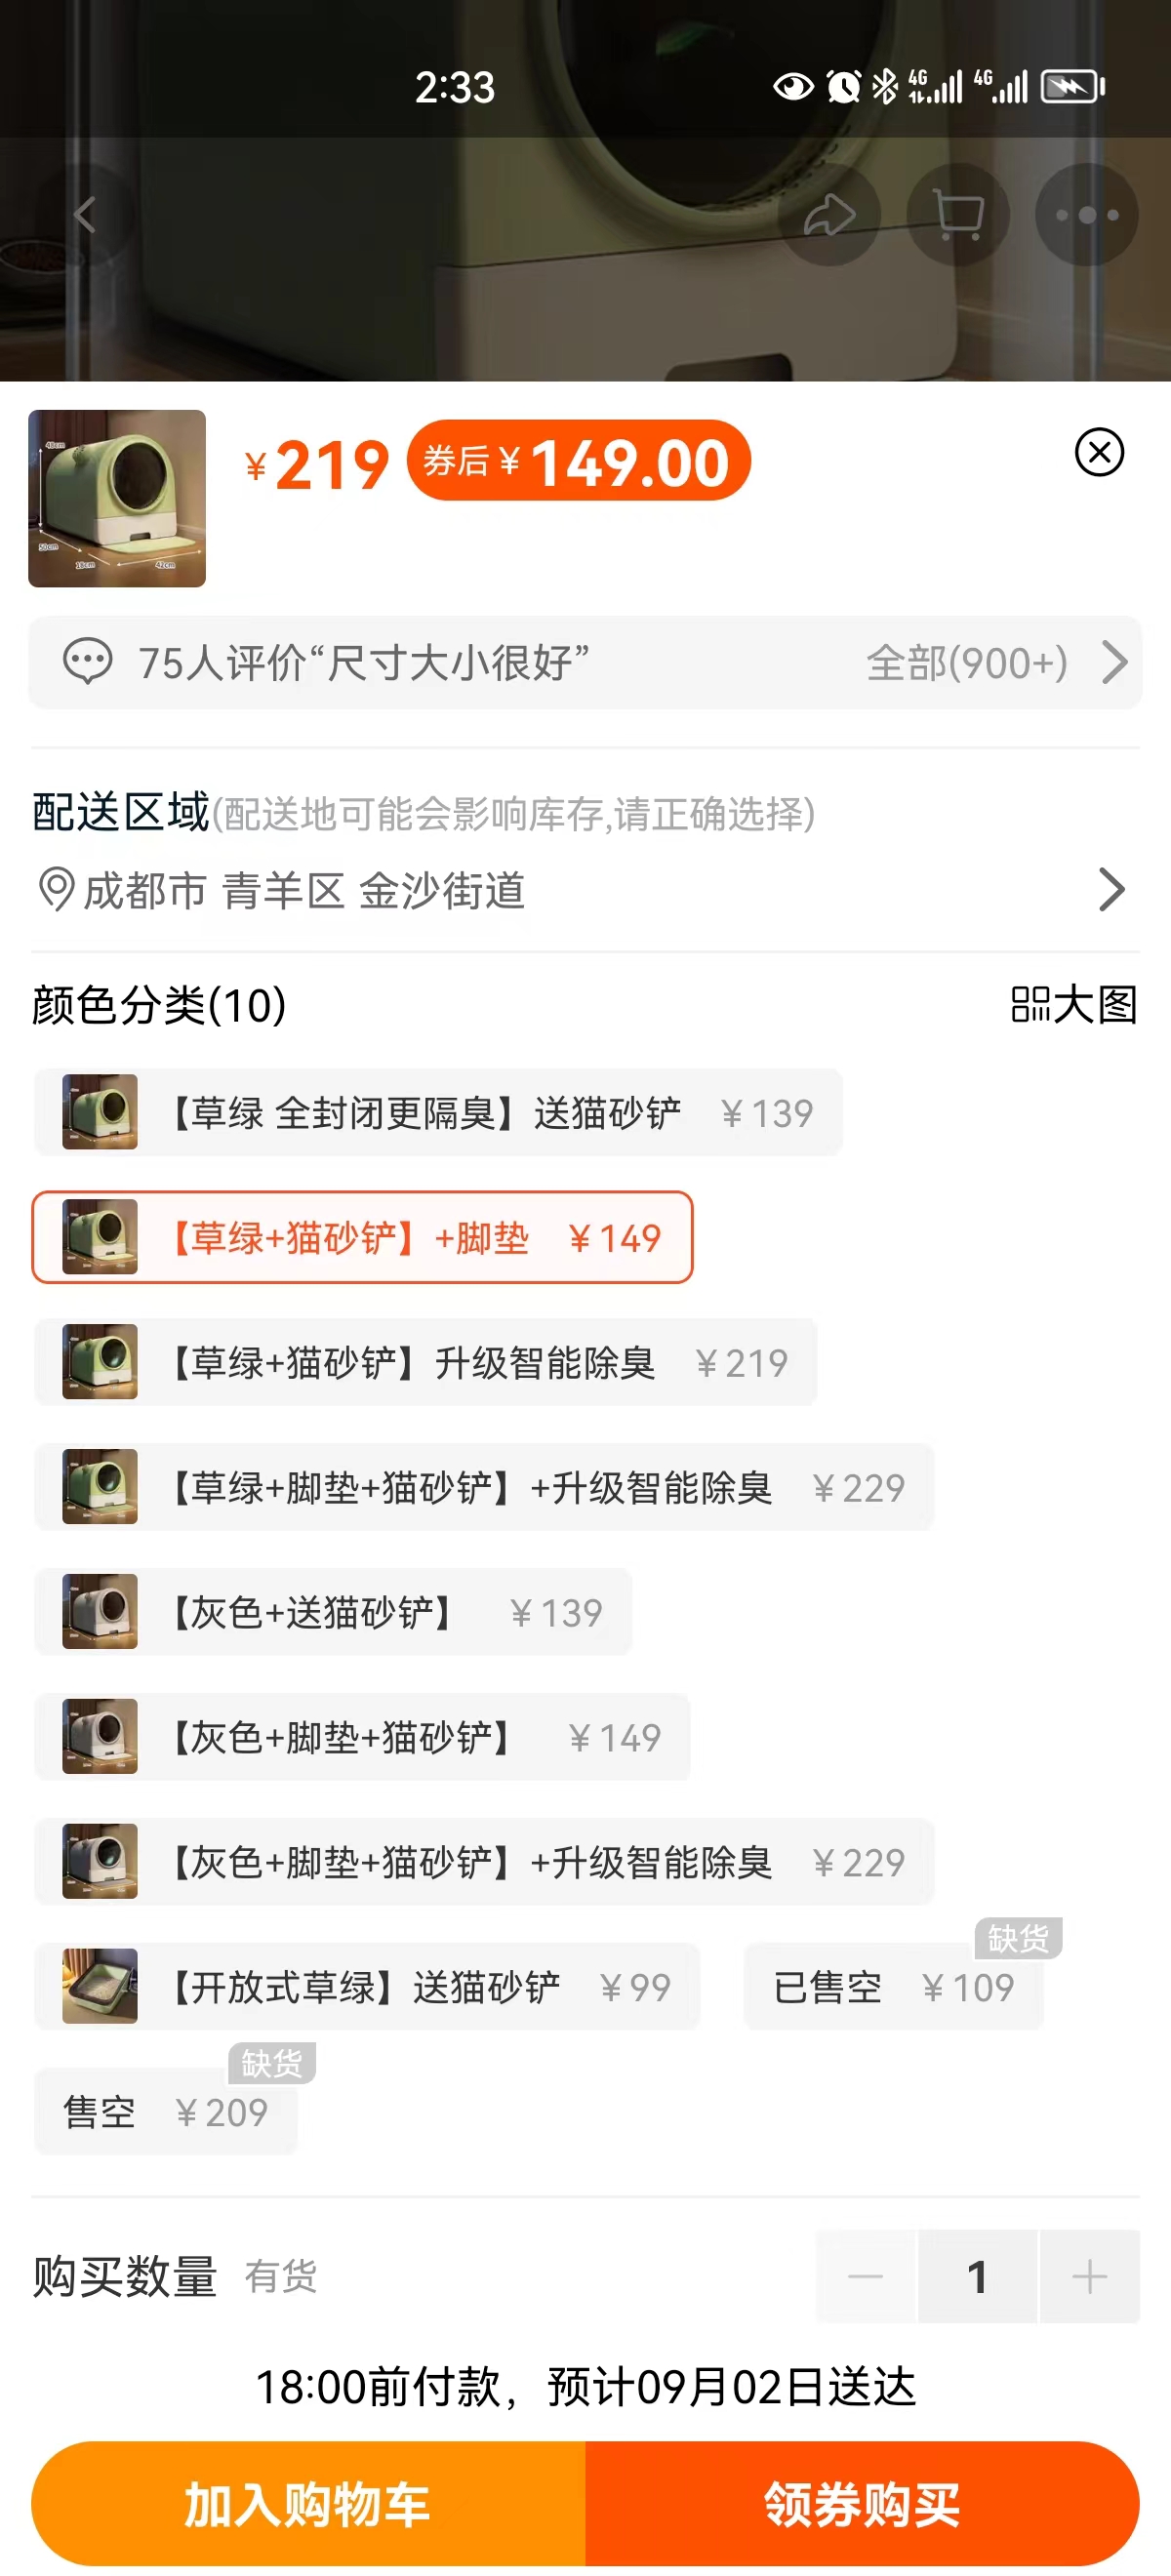 2:33
4G
4G
48cm
50cm
18cm
42cm
¥219
券后¥149.00
75人评价“尺寸大小很好”
全部(900+)
配送区域(配送地可能会影响库存,请正确选择)
成都市 青羊区 金沙街道
颜色分类(10)
大图
【草绿 全封闭更隔臭】送猫砂铲 ¥139
【草绿+猫砂铲】+脚垫 ¥149
【草绿+猫砂铲】升级智能除臭 ¥219
【草绿+脚垫+猫砂铲】+升级智能除臭 ¥229
【灰色+送猫砂铲】 ¥139
【灰色+脚垫+猫砂铲】 ¥149
【灰色+脚垫+猫砂铲】+升级智能除臭 ¥229
【开放式草绿】送猫砂铲 ¥99
缺货
已售空 ¥109
缺货
售空 ¥209
购买数量 有货
1
18:00前付款，预计09月02日送达
加入购物车
领券购买